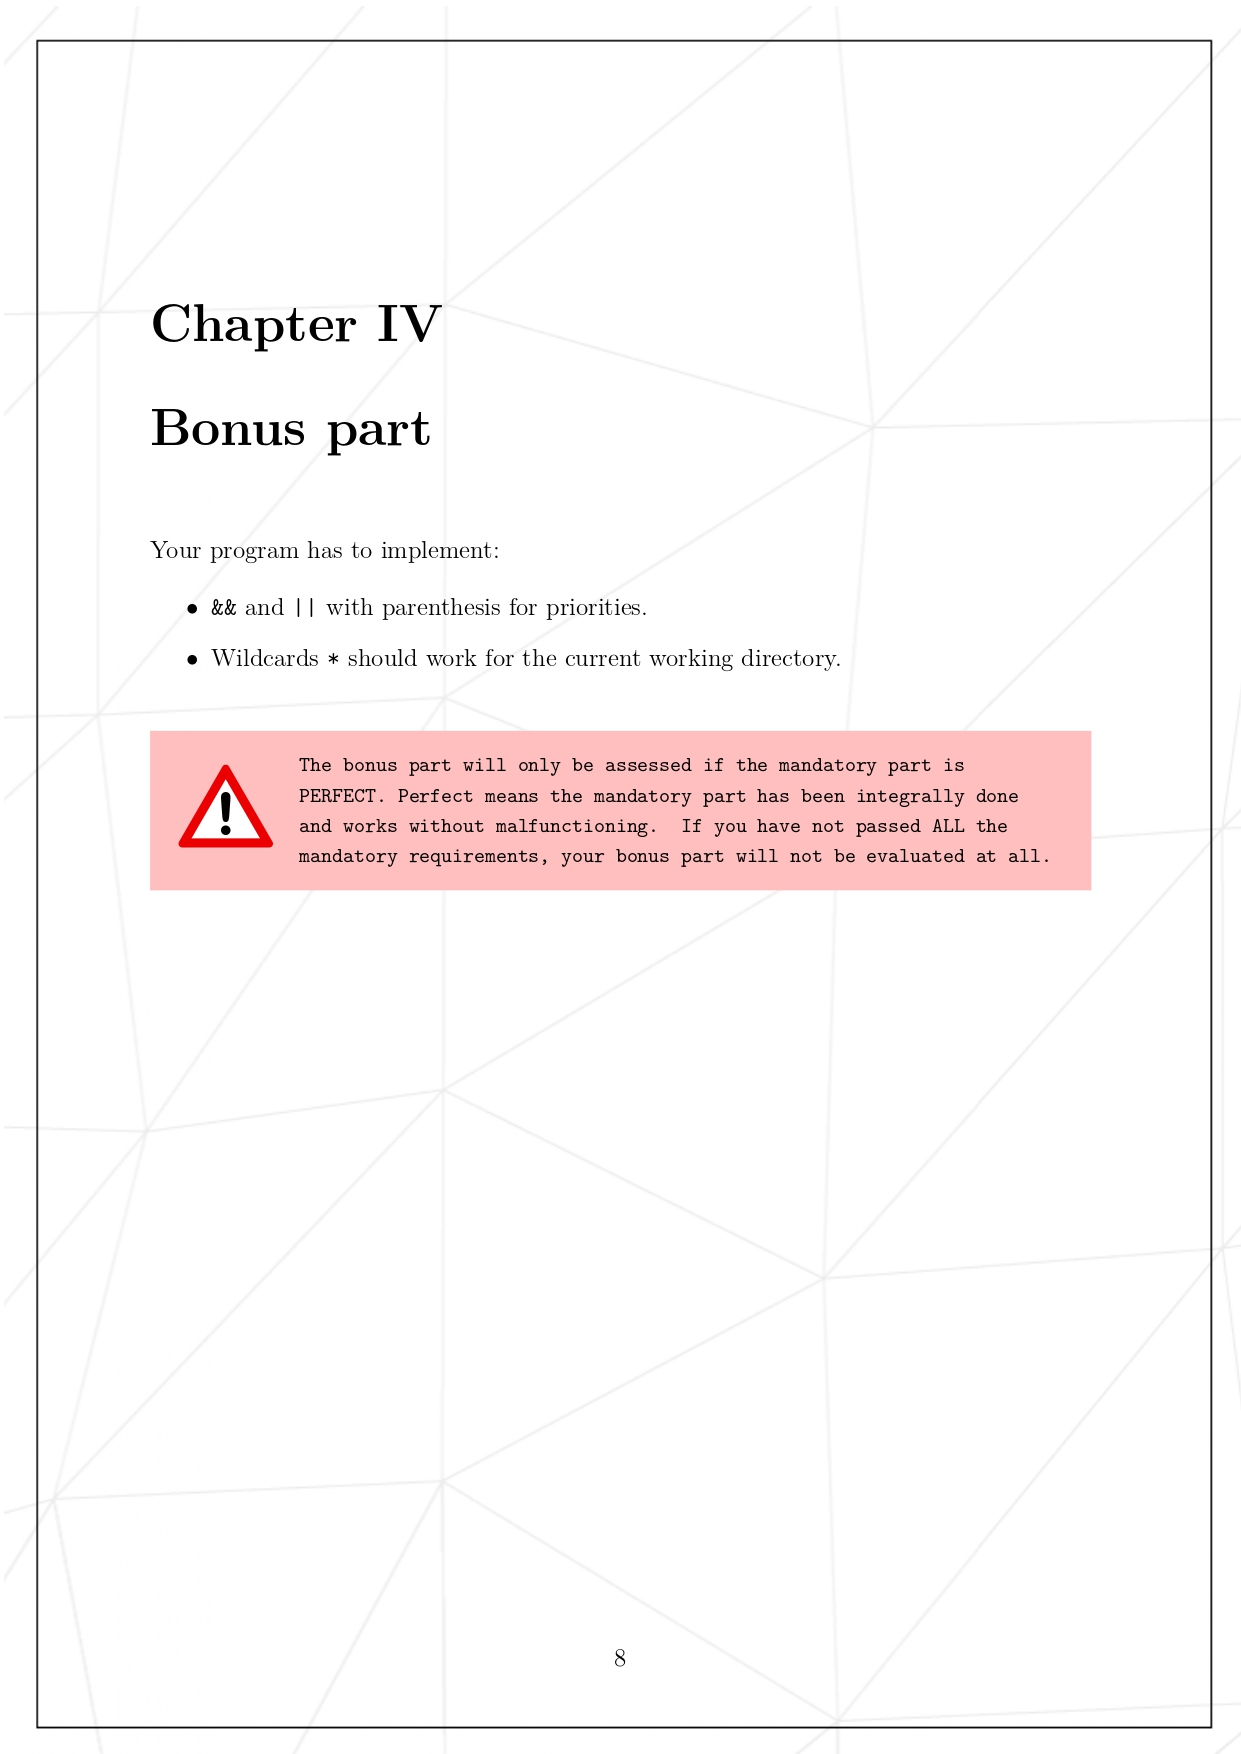 Chapter IV
Bonus part
Your program has to implement:
• && and || with parenthesis for priorities.
• Wildcards * should work for the current working directory.
The bonus part will only be assessed if the mandatory part is
PERFECT. Perfect means the mandatory part has been integrally done
and works without malfunctioning. If you have not passed ALL the
mandatory requirements, your bonus part will not be evaluated at all.
8